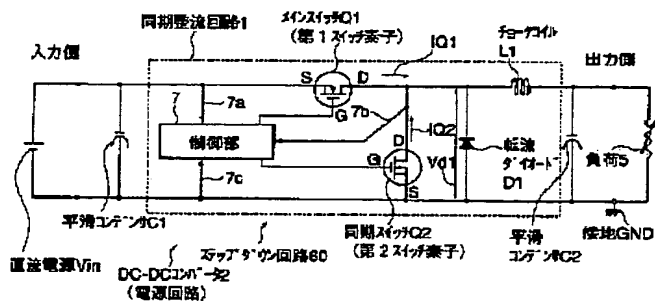 同期整流回路1
メインスイッチQ1
(第1スイッチ素子)
IQ1
チョークコイル
L1
入力側
出力側
S
D
G
7
7a
7b
制御部
7c
D
G
S
IQ2
Vd1
転流
ダイオード
D1
負荷5
平滑コンデンサC1
直流電源Vin
DC-DCコンバータ2
(電源回路)
ステップダウン回路60
同期スイッチQ2
(第2スイッチ素子)
平滑
コンデンサC2
接地GND